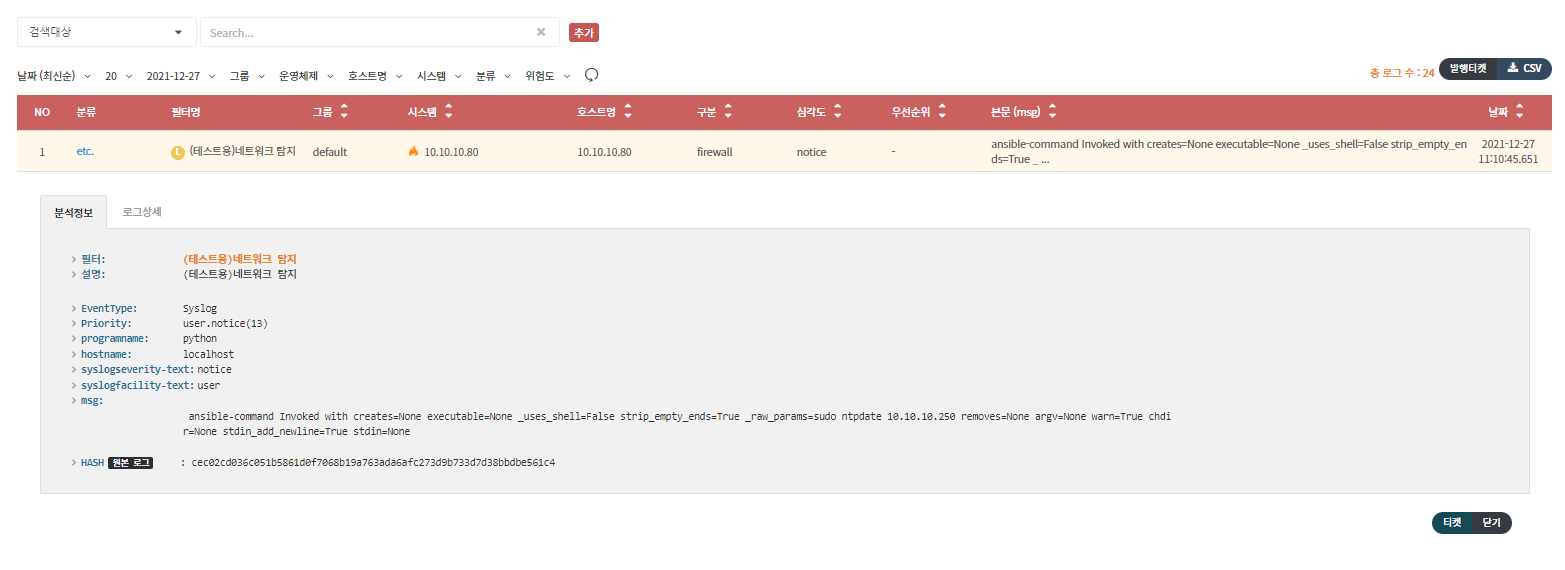 검색대상 Search... 추가
날짜 (최신순) 20 2021-12-27 그룹 운영체제 호스트명 시스템 분류 위험도 총 로그 수 : 24 발행티켓 CSV
NO 분류 필터명 그룹 시스템 호스트명 구분 심각도 우선순위 본문 (msg) 날짜
1 etc. L (테스트용)네트워크 탐지 default 10.10.10.80 10.10.10.80 firewall notice - ansible-command Invoked with creates=None executable=None _uses_shell=False strip_empty_en 2021-12-27
ds=True _ ... 11:10:45.651
분석정보 로그상세
> 필터: (테스트용)네트워크 탐지
> 설명: (테스트용)네트워크 탐지
> EventType: Syslog
> Priority: user.notice(13)
> programname: python
> hostname: localhost
> syslogseverity-text: notice
> syslogfacility-text: user
> msg:
ansible-command Invoked with creates=None executable=None _uses_shell=False strip_empty_ends=True _raw_params=sudo ntpdate 10.10.10.250 removes=None argv=None warn=True chdi
r=None stdin_add_newline=True stdin=None
> HASH 원본 로그 : cec02cd036c051b5861d0f7068b19a763ada6afc273d9b733d7d38bbdbe561c4
티켓 닫기